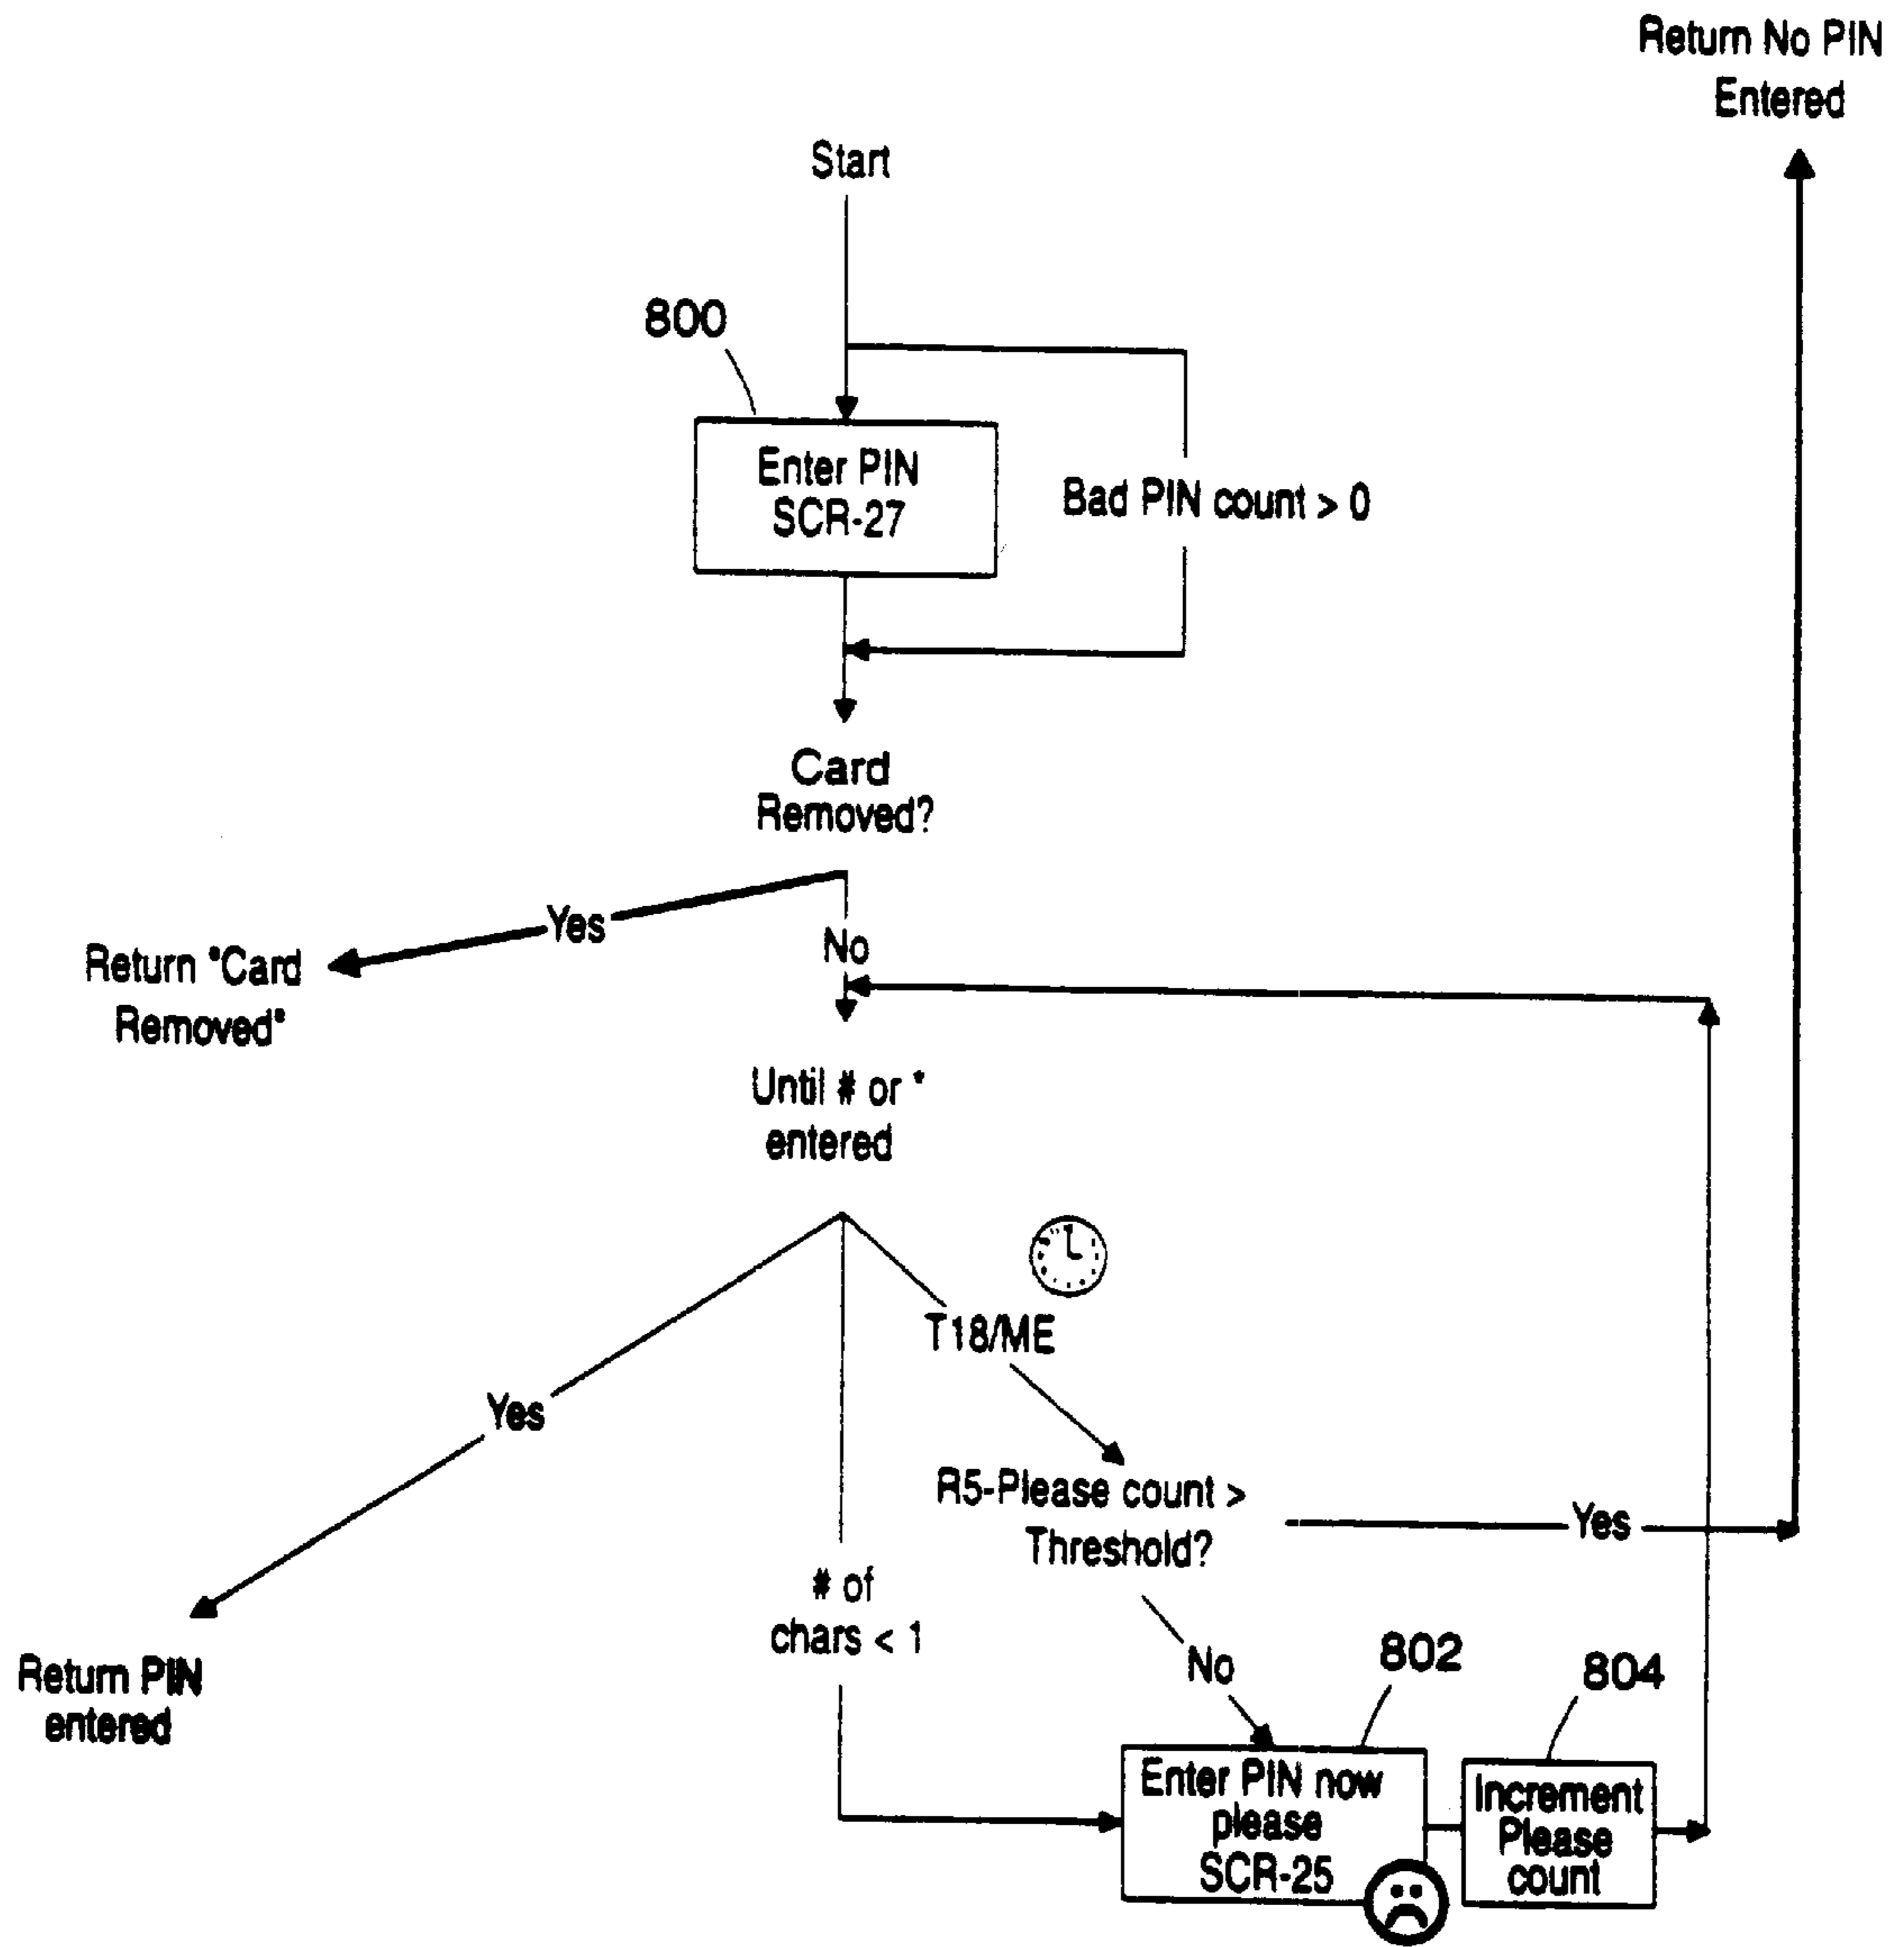 Return No PIN
Entered
Start
800
Enter PIN
SCR-27
Bad PIN count > 0
Card
Removed?
Yes
No
Return "Card
Removed"
Until # or *
entered
T18/ME
Yes
R5-Please count >
Threshold?
Yes
# of
chars < 1
No
802
804
Return PIN
entered
Enter PIN now
please
SCR-25
Increment
Please
count